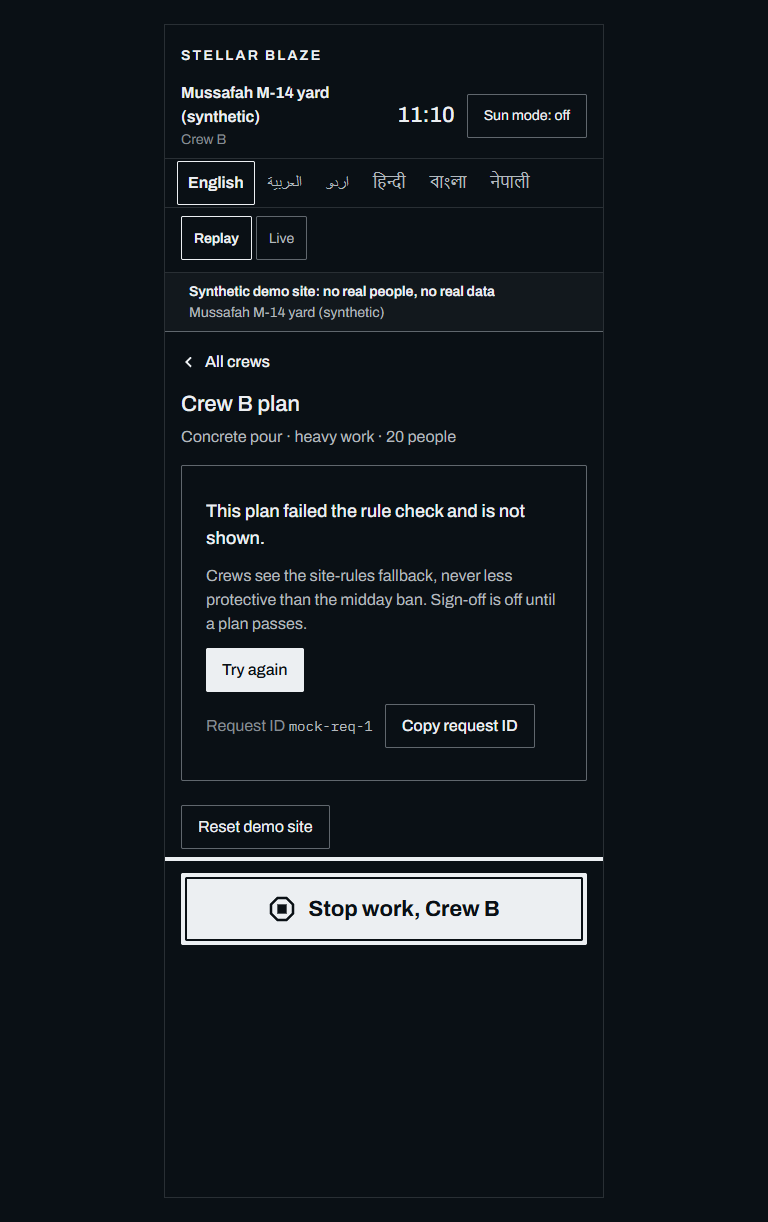 STELLAR BLAZE
Mussafah M-14 yard
(synthetic)
Crew B
11:10
Sun mode: off
English العربية اردو हिन्दी বাংলা नेपाली
Replay Live
Synthetic demo site: no real people, no real data
Mussafah M-14 yard (synthetic)
All crews
Crew B plan
Concrete pour · heavy work · 20 people
This plan failed the rule check and is not
shown.
Crews see the site-rules fallback, never less
protective than the midday ban. Sign-off is off until
a plan passes.
Try again
Request ID mock-req-1 Copy request ID
Reset demo site
Stop work, Crew B